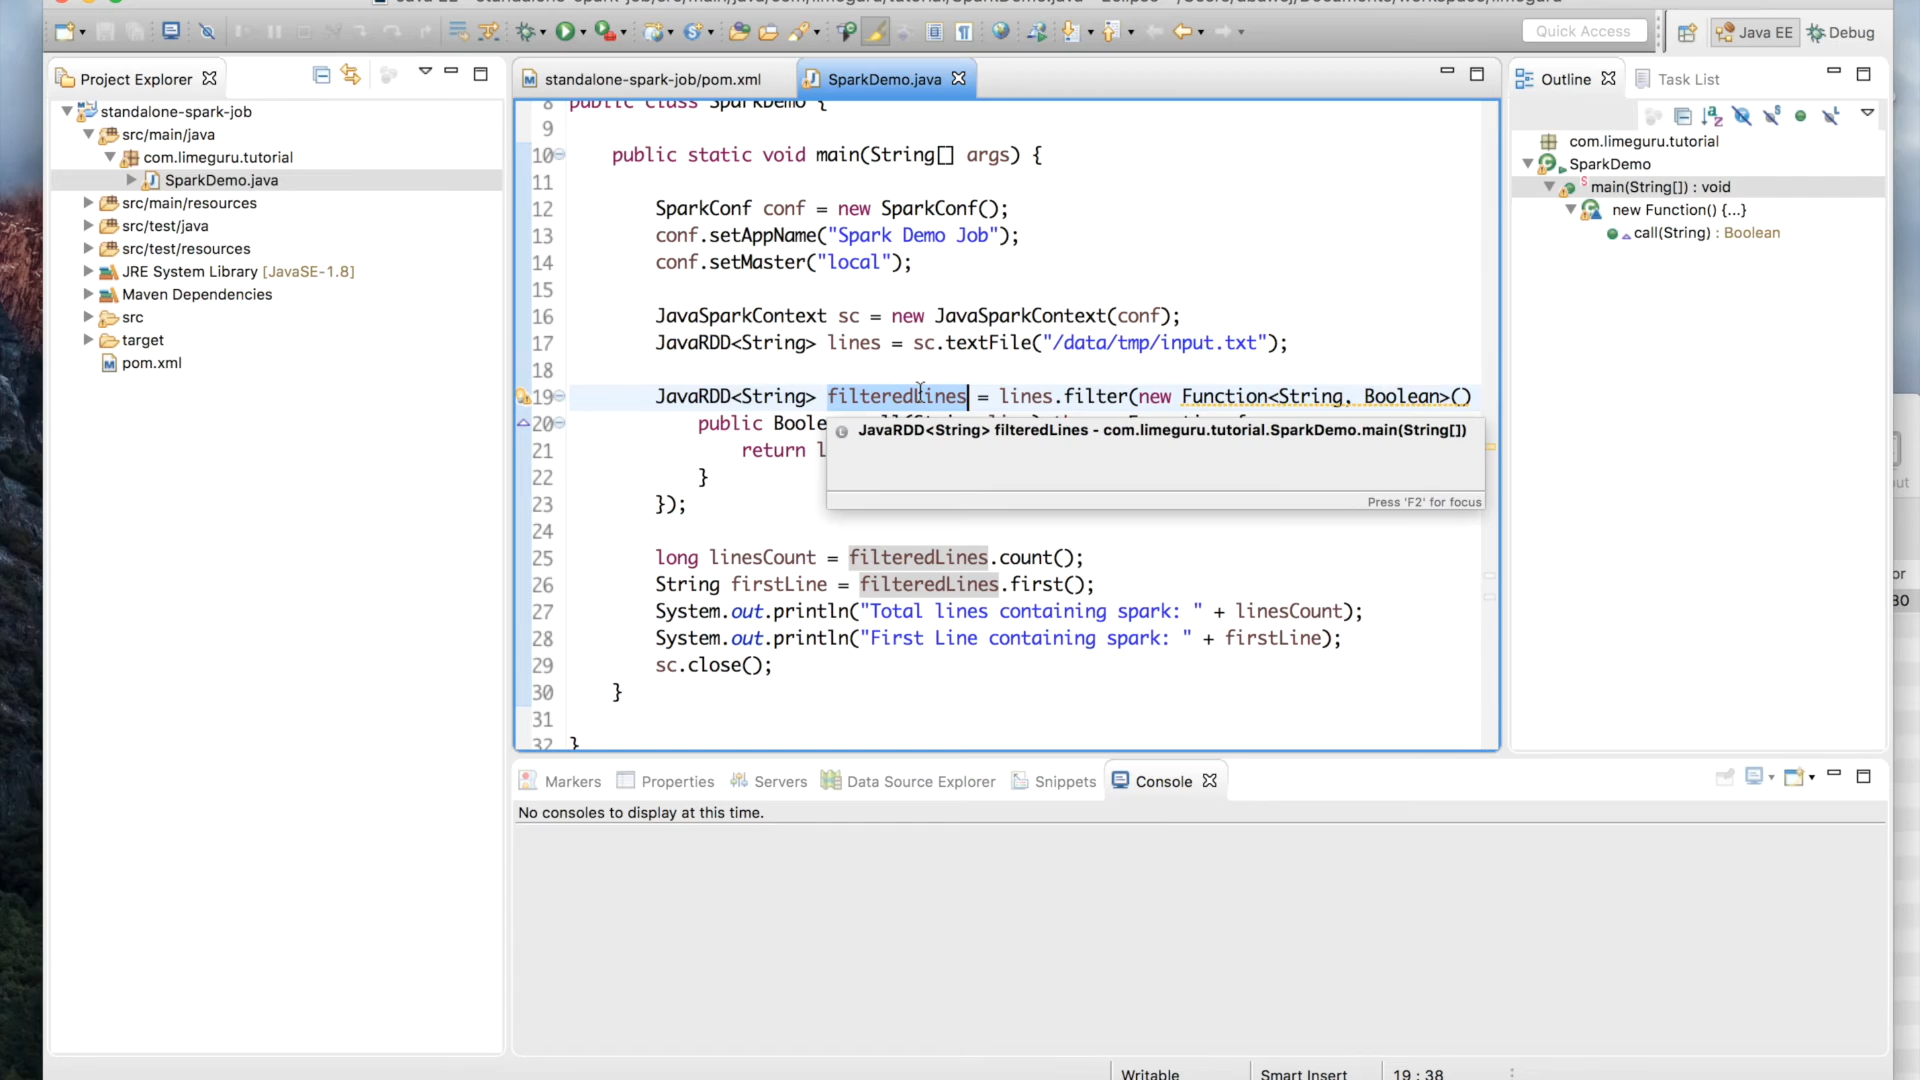 Quick Access
Java EE
Debug
Project Explorer
standalone-spark-job
src/main/java
com.limeguru.tutorial
SparkDemo.java
src/main/resources
src/test/java
src/test/resources
JRE System Library [JavaSE-1.8]
Maven Dependencies
src
target
pom.xml
standalone-spark-job/pom.xml
SparkDemo.java
8 public class SparkDemo {
9
10 public static void main(String[] args) {
11
12 SparkConf conf = new SparkConf();
13 conf.setAppName("Spark Demo Job");
14 conf.setMaster("local");
15
16 JavaSparkContext sc = new JavaSparkContext(conf);
17 JavaRDD<String> lines = sc.textFile("/data/tmp/input.txt");
18
19 JavaRDD<String> filteredLines = lines.filter(new Function<String, Boolean>()
20 public Boole
JavaRDD<String> filteredLines - com.limeguru.tutorial.SparkDemo.main(String[])
21 return l
22 }
Press 'F2' for focus
23 });
24
25 long linesCount = filteredLines.count();
26 String firstLine = filteredLines.first();
27 System.out.println("Total lines containing spark: " + linesCount);
28 System.out.println("First Line containing spark: " + firstLine);
29 sc.close();
30 }
31
32 }
Outline
Task List
com.limeguru.tutorial
SparkDemo
main(String[]) : void
new Function() {...}
call(String) : Boolean
Markers
Properties
Servers
Data Source Explorer
Snippets
Console
No consoles to display at this time.
Writable
Smart Insert
19 : 38